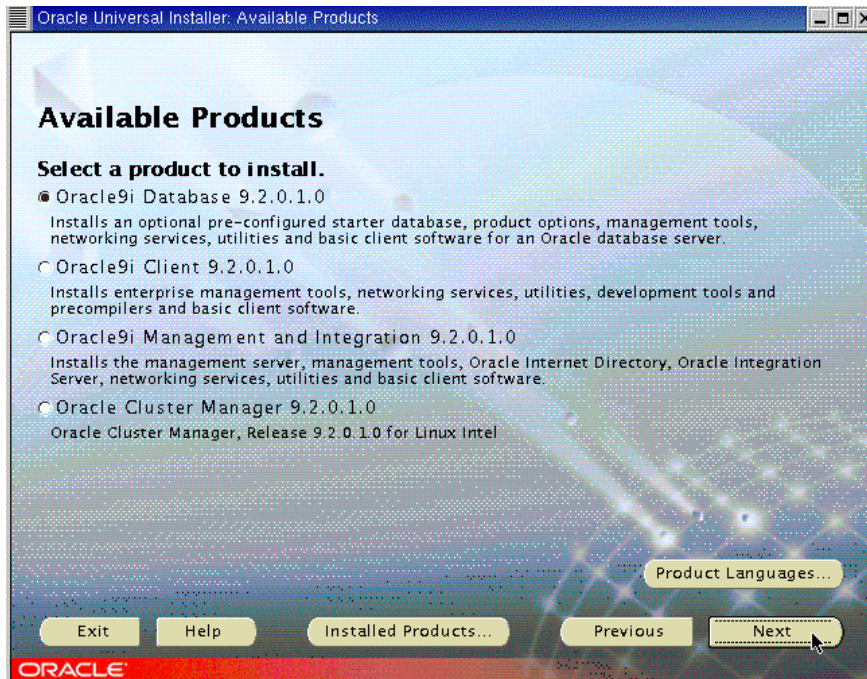 Oracle Universal Installer: Available Products
Available Products
Select a product to install.
Oracle9i Database 9.2.0.1.0
Installs an optional pre-configured starter database, product options, management tools,
networking services, utilities and basic client software for an Oracle database server.
Oracle9i Client 9.2.0.1.0
Installs enterprise management tools, networking services, utilities, development tools and
precompilers and basic client software.
Oracle9i Management and Integration 9.2.0.1.0
Installs the management server, management tools, Oracle Internet Directory, Oracle Integration
Server, networking services, utilities and basic client software.
Oracle Cluster Manager 9.2.0.1.0
Oracle Cluster Manager, Release 9.2.0.1.0 for Linux Intel
Product Languages...
Exit Help Installed Products... Previous Next
ORACLE